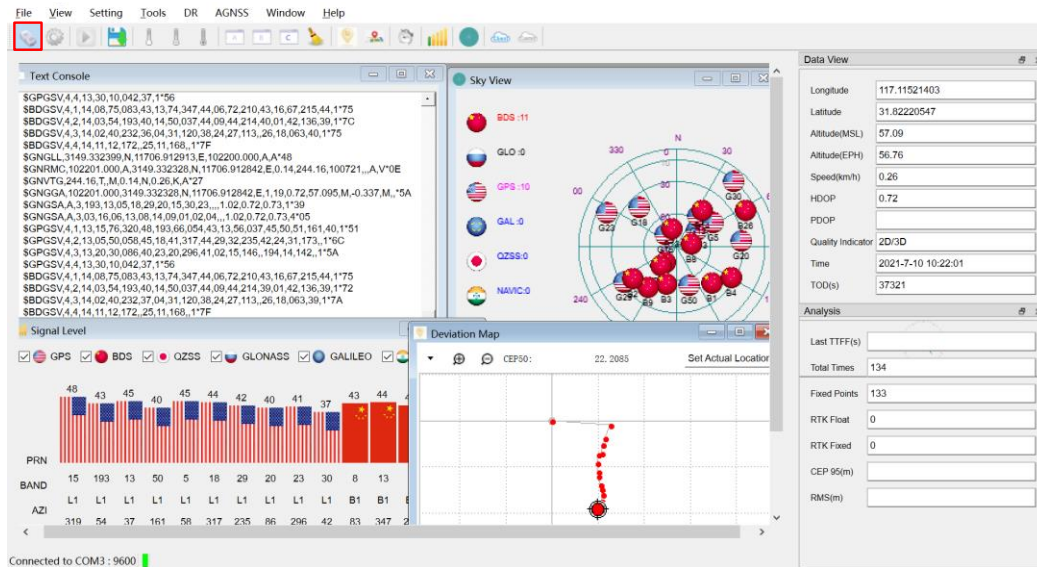 File View Setting Tools DR AGNSS Window Help
Text Console
$GPGSV,4,4,13,30,10,042,37,1*56
$BDGSV,4,1,14,08,75,083,43,13,74,347,44,06,72,210,43,16,67,215,44,1*75
$BDGSV,4,2,14,03,54,193,40,14,50,037,44,09,44,214,40,01,42,136,39,1*7C
$BDGSV,4,3,14,02,40,232,36,04,31,120,38,24,27,113,,26,18,063,40,1*75
$BDGSV,4,4,14,11,12,172,,25,11,168,,1*7F
$GNGLL,3149.332399,N,11706.912913,E,102200.000,A,A*48
$GNRMC,102201.000,A,3149.332328,N,11706.912842,E,0.14,244.16,100721,,,A,V*0E
$GNVTG,244.16,T,,M,0.14,N,0.26,K,A*27
$GNGGA,102201.000,3149.332328,N,11706.912842,E,1,19,0.72,57.095,M,-0.337,M,,*5A
$GNGSA,A,3,193,13,05,18,29,20,15,30,23,,,,1.02,0.72,0.73,1*39
$GNGSA,A,3,03,16,06,13,08,14,09,01,02,04,,,1.02,0.72,0.73,4*05
$GPGSV,4,1,13,15,76,320,48,193,66,054,43,13,56,037,45,50,51,161,40,1*51
$GPGSV,4,2,13,05,50,058,45,18,41,317,44,29,32,235,42,24,31,173,,1*6C
$GPGSV,4,3,13,20,30,086,40,23,20,296,41,02,15,146,,194,14,142,,1*5A
$GPGSV,4,4,13,30,10,042,37,1*56
$BDGSV,4,1,14,08,75,083,43,13,74,347,44,06,72,210,43,16,67,215,44,1*75
$BDGSV,4,2,14,03,54,193,40,14,50,037,44,09,44,214,39,01,42,136,39,1*72
$BDGSV,4,3,14,02,40,232,37,04,31,120,38,24,27,113,,26,18,063,39,1*7A
$BDGSV,4,4,14,11,12,172,,25,11,168,,1*7F
Sky View
BDS :11
GLO :0
GPS :10
GAL :0
QZSS:0
NAVIC:0
N
330 0 30
00 30
G30
G23 G18 G5 B26
B8 G20
240 G29 B9 B3 G50 B1 B4
Signal Level
GPS BDS QZSS GLONASS GALILEO
48 43 45 40 45 44 42 40 41 37 43 44
PRN 15 193 13 50 5 18 29 20 23 30 8 13
BAND L1 L1 L1 L1 L1 L1 L1 L1 L1 L1 B1 B1
AZI 319 54 37 161 58 317 235 86 296 42 83 347
Deviation Map
CEP50: 22.2085 Set Actual Location
Data View
Longitude 117.11521403
Latitude 31.82220547
Altitude(MSL) 57.09
Altitude(EPH) 56.76
Speed(km/h) 0.26
HDOP 0.72
PDOP
Quality Indicator 2D/3D
Time 2021-7-10 10:22:01
TOD(s) 37321
Analysis
Last TTFF(s)
Total Times 134
Fixed Points 133
RTK Float 0
RTK Fixed 0
CEP 95(m)
RMS(m)
Connected to COM3 : 9600